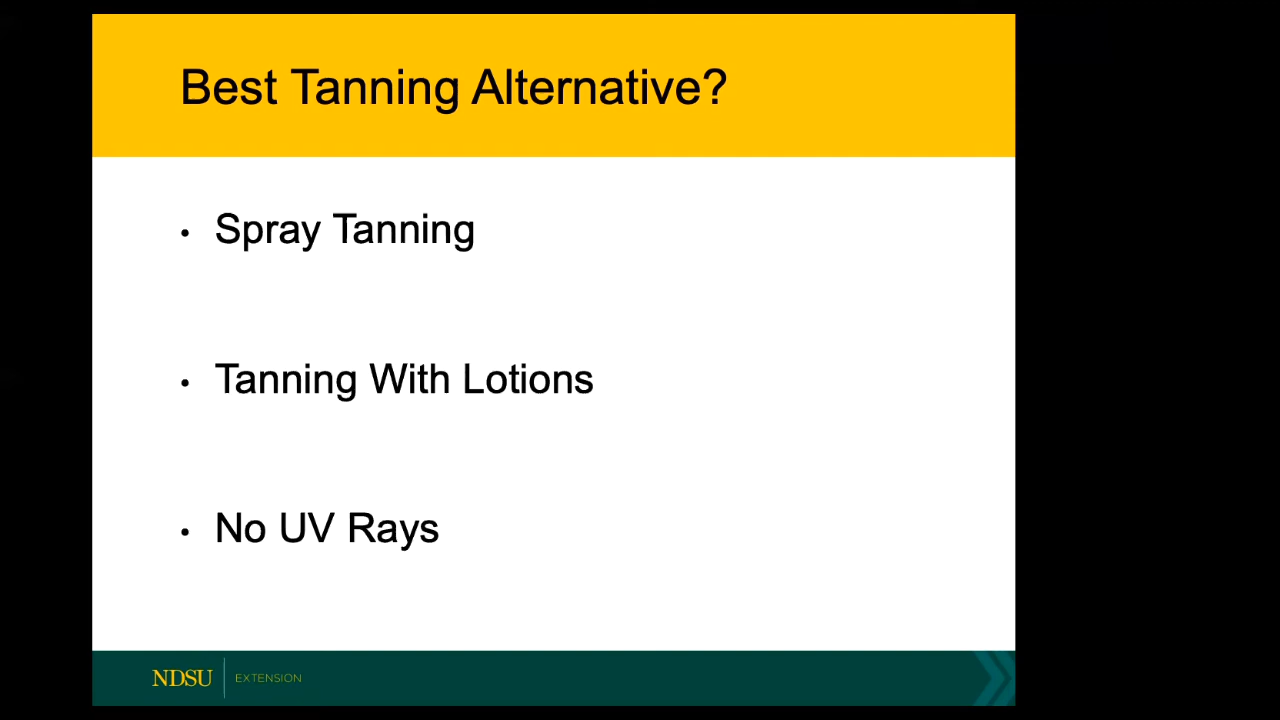 Best Tanning Alternative?
• Spray Tanning
• Tanning With Lotions
• No UV Rays
NDSU EXTENSION